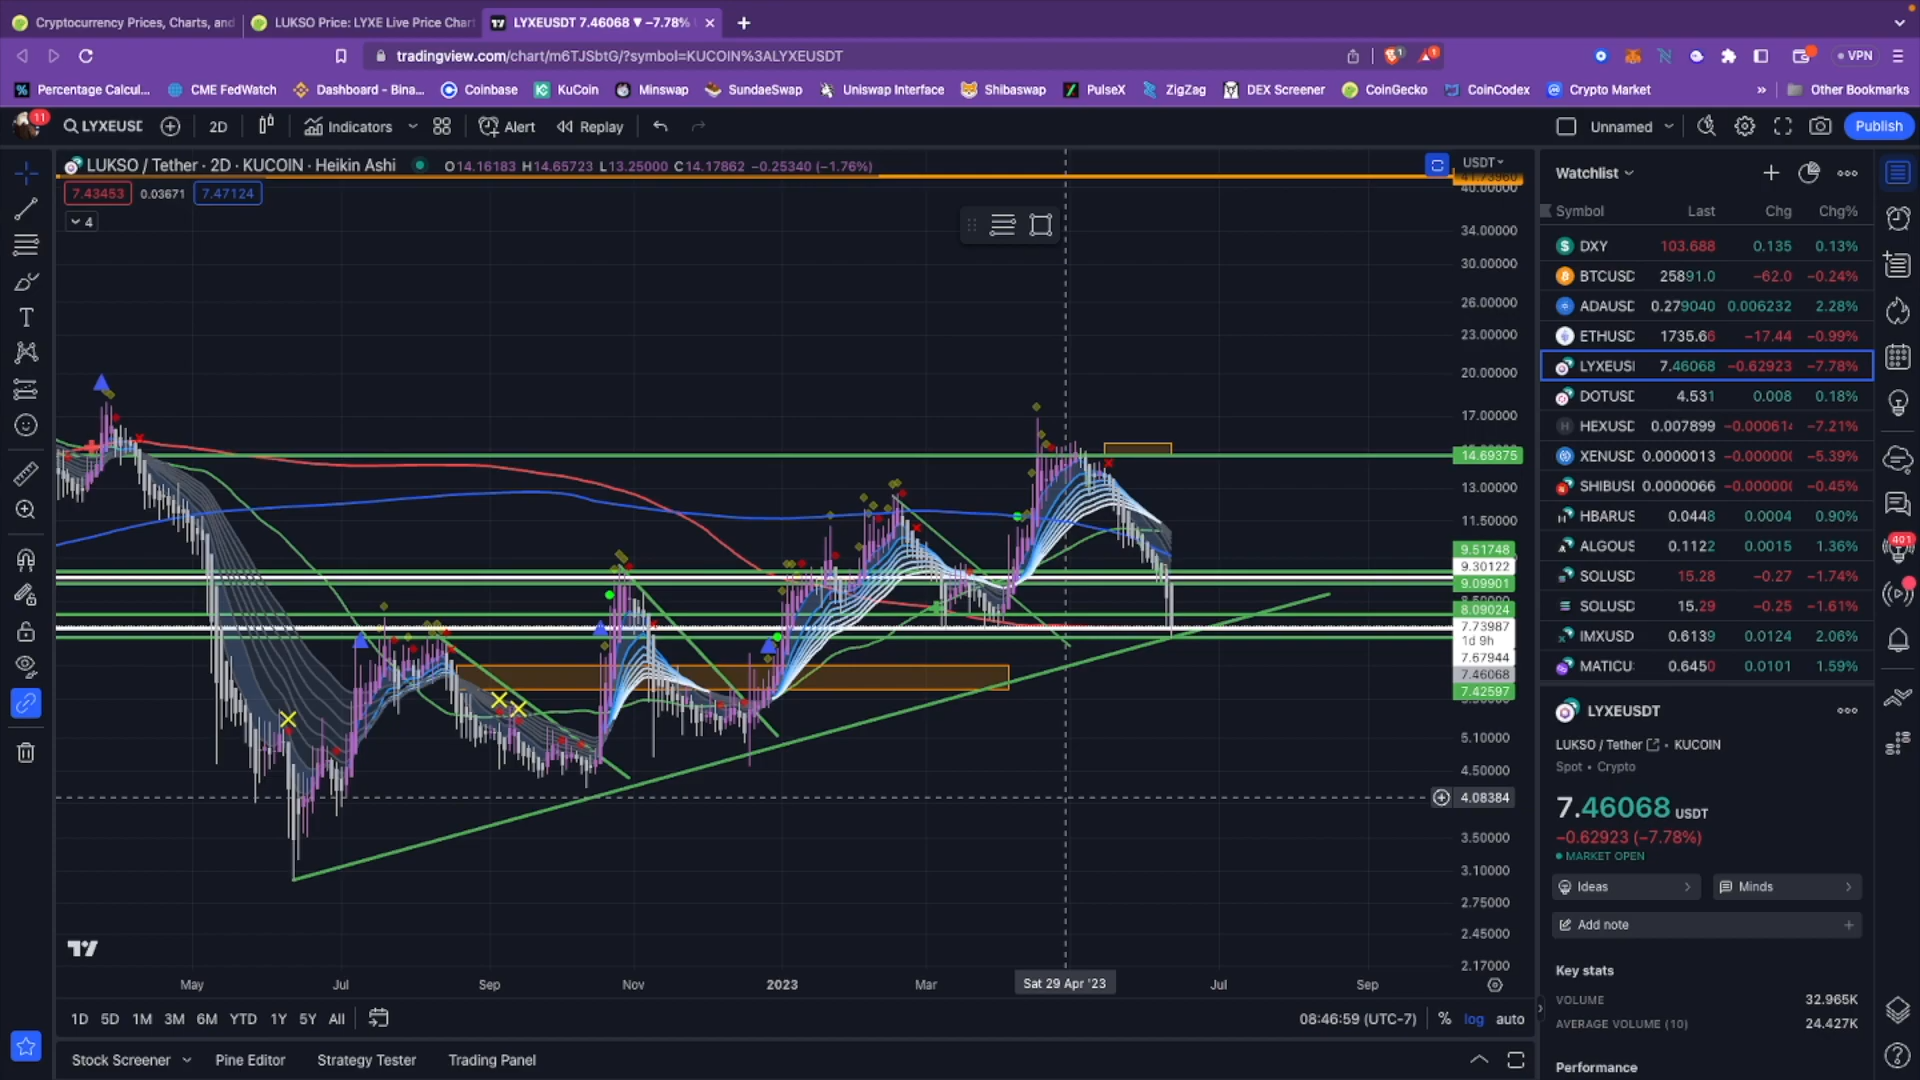 Cryptocurrency Prices, Charts, and
LUKSO Price: LYXE Live Price Chart
LYXEUSDT 7.46068 ▼ −7.78%
tradingview.com/chart/m6TJSbtG/?symbol=KUCOIN%3ALYXEUSDT
VPN
Percentage Calcul... CME FedWatch Dashboard - Bina... Coinbase KuCoin Minswap SundaeSwap Uniswap Interface Shibaswap PulseX ZigZag DEX Screener CoinGecko CoinCodex Crypto Market » Other Bookmarks
11
LYXEUSD 2D Indicators Alert Replay Unnamed Publish
LUKSO / Tether · 2D · KUCOIN · Heikin Ashi O14.16183 H14.65723 L13.25000 C14.17862 −0.25340 (−1.76%)
7.43453 0.03671 7.47124
4
USDT
40.00000
34.00000
30.00000
26.00000
23.00000
20.00000
17.00000
14.69375
13.00000
11.50000
9.51748
9.30122
9.09901
8.09024
7.73987
1d 9h
7.67944
7.46068
7.42597
5.10000
4.50000
4.08384
3.50000
3.10000
2.75000
2.45000
2.17000
May Jul Sep Nov 2023 Mar Sat 29 Apr '23 Jul Sep
1D 5D 1M 3M 6M YTD 1Y 5Y All
08:46:59 (UTC-7) % log auto
Stock Screener Pine Editor Strategy Tester Trading Panel
Watchlist
Symbol Last Chg Chg%
DXY 103.688 0.135 0.13%
BTCUSD 25891.0 −62.0 −0.24%
ADAUSD 0.279040 0.006232 2.28%
ETHUSD 1735.66 −17.44 −0.99%
LYXEUSI 7.46068 −0.62923 −7.78%
DOTUSD 4.531 0.008 0.18%
HEXUSD 0.007899 −0.000614 −7.21%
XENUSD 0.0000013 −0.000000 −5.39%
SHIBUSI 0.0000066 −0.000000 −0.45%
HBARUS 0.0448 0.0004 0.90%
ALGOUS 0.1122 0.0015 1.36%
SOLUSD 15.28 −0.27 −1.74%
SOLUSD 15.29 −0.25 −1.61%
IMXUSD 0.6139 0.0124 2.06%
MATICU 0.6450 0.0101 1.59%
401
LYXEUSDT
LUKSO / Tether · KUCOIN
Spot • Crypto
7.46068 USDT
−0.62923 (−7.78%)
MARKET OPEN
Ideas Minds
Add note
Key stats
VOLUME 32.965K
AVERAGE VOLUME (10) 24.427K
Performance